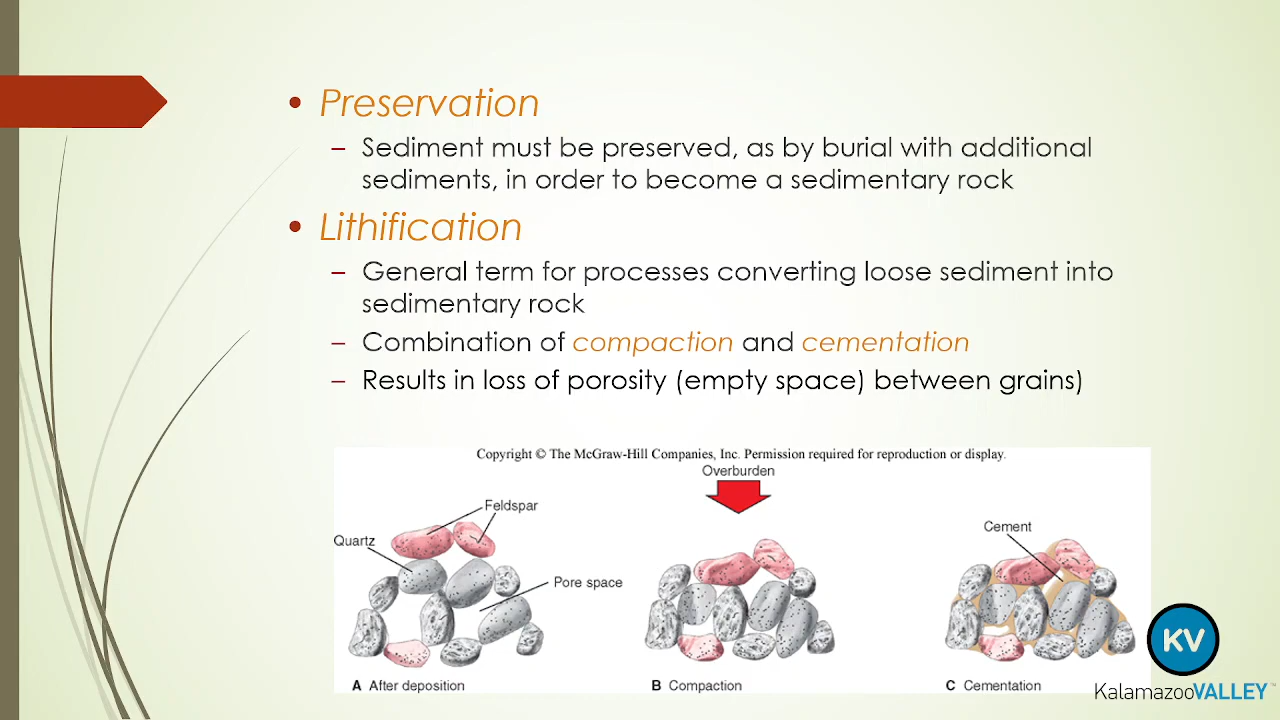 • Preservation
– Sediment must be preserved, as by burial with additional
sediments, in order to become a sedimentary rock
• Lithification
– General term for processes converting loose sediment into
sedimentary rock
– Combination of compaction and cementation
– Results in loss of porosity (empty space) between grains)
Copyright © The McGraw-Hill Companies, Inc. Permission required for reproduction or display.
Overburden
Feldspar
Quartz
Cement
Pore space
A After deposition
B Compaction
C Cementation
KV
KalamazooVALLEY™